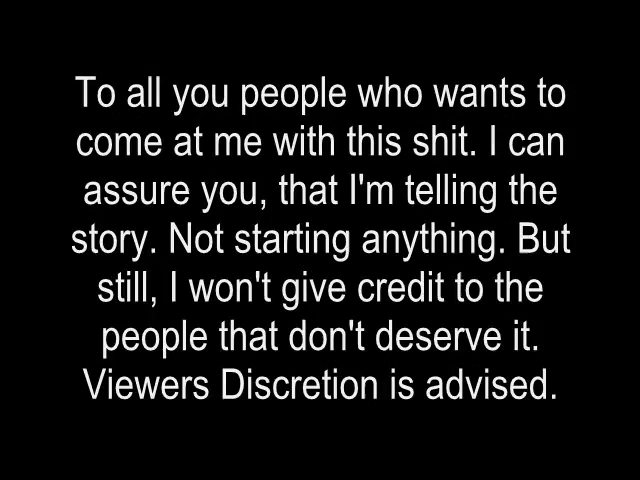 To all you people who wants to
come at me with this shit. I can
assure you, that I'm telling the
story. Not starting anything. But
still, I won't give credit to the
people that don't deserve it.
Viewers Discretion is advised.